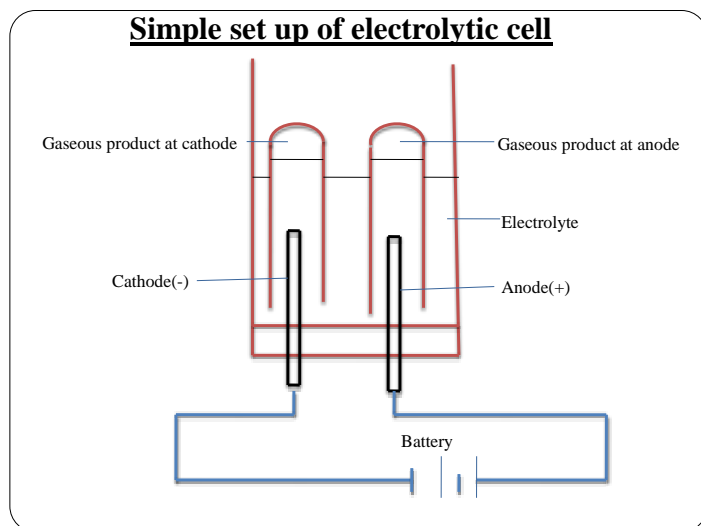 Simple set up of electrolytic cell
Gaseous product at cathode
Gaseous product at anode
Electrolyte
Cathode(-)
Anode(+)
Battery